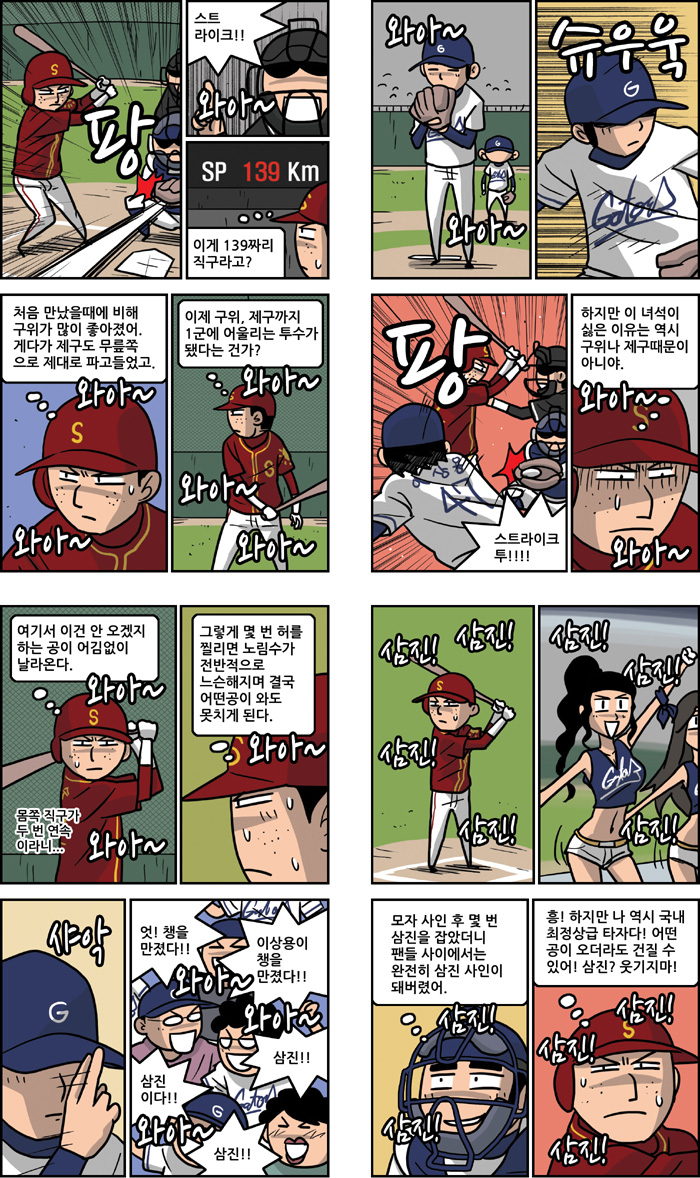 팡
S
스트
라이크!!
와아~
SP 139 Km
이게 139짜리
직구라고?
와아~
G
와아~
슈우욱
G
Gators
처음 만났을때에 비해
구위가 많이 좋아졌어.
게다가 제구도 무릎쪽
으로 제대로 파고들었고.
와아~
S
와아~
이제 구위, 제구까지
1군에 어울리는 투수가
됐다는 건가?
와아~
S
와아~
와아~
팡
S
스트라이크
투!!!!
하지만 이 녀석이
싫은 이유는 역시
구위나 제구때문이
아니야.
와아~
S
와아~
여기서 이건 안 오겠지
하는 공이 어김없이
날라온다.
와아~
S
몸쪽 직구가
두 번 연속
이라니...
와아~
그렇게 몇 번 허를
찔리면 노림수가
전반적으로
느슨해지며 결국
어떤공이 와도
못치게 된다.
와아~
삼진!
삼진!
S
삼진!
삼진!
삼진!
삼진!
Gators
삼진!
샤악
G
엇! 챙을
만졌다!!
이상용이
챙을
만졌다!!
와아~
와아~
삼진!!
삼진
이다!!
G
Gators
와아~
삼진!!
모자 사인 후 몇 번
삼진을 잡았더니
팬들 사이에서는
완전히 삼진 사인이
돼버렸어.
삼진!
삼진!
흥! 하지만 나 역시 국내
최정상급 타자다! 어떤
공이 오더라도 건질 수
있어! 삼진? 웃기지마!
삼진!
S
삼진!
삼진!